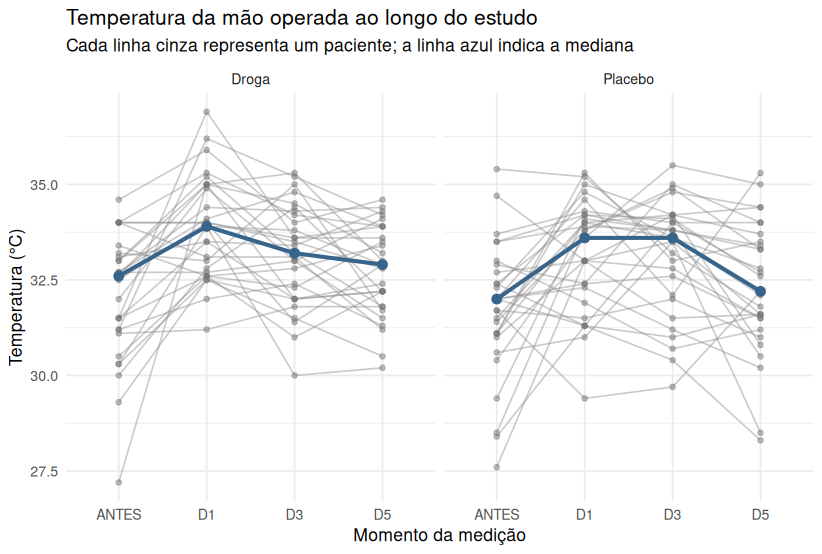 Temperatura da mão operada ao longo do estudo
Cada linha cinza representa um paciente; a linha azul indica a mediana
Droga
Placebo
Temperatura (°C)
35.0
32.5
30.0
27.5
ANTES D1 D3 D5
ANTES D1 D3 D5
Momento da medição